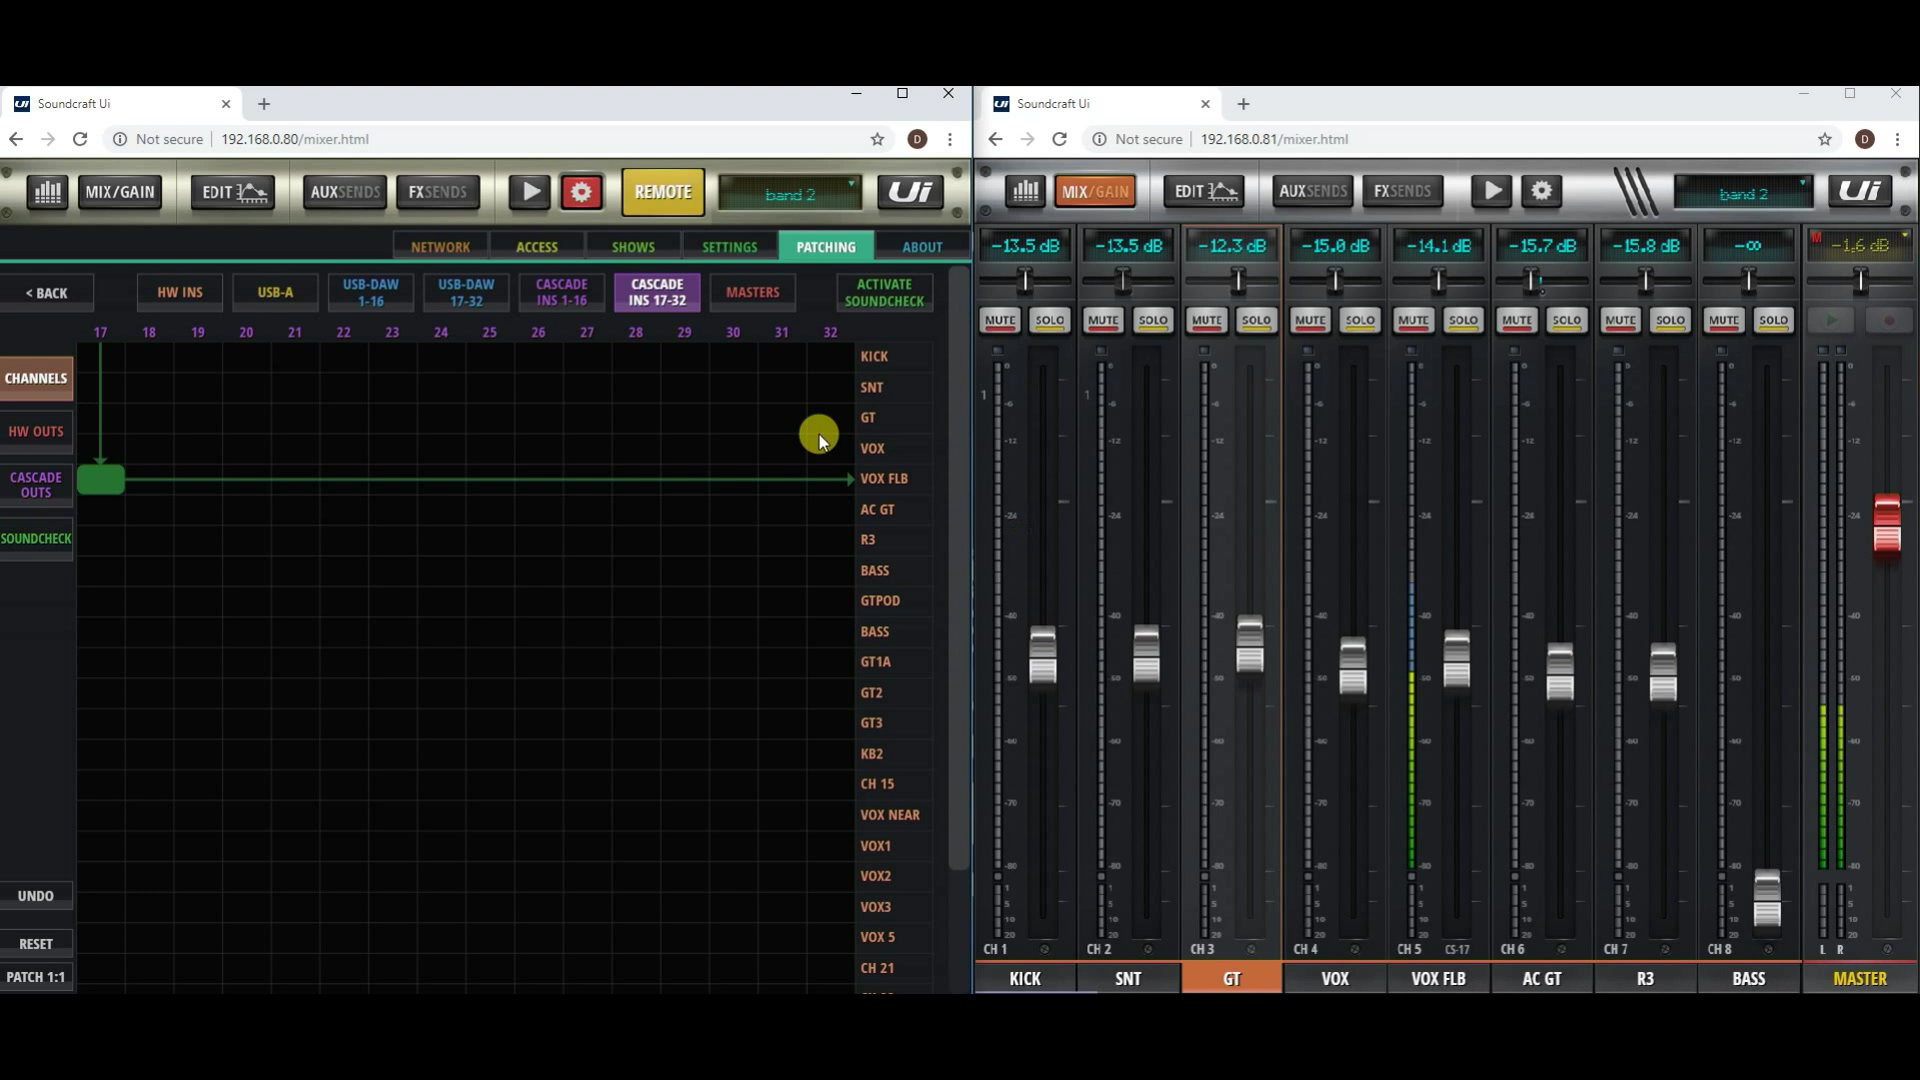 Soundcraft Ui
Not secure 192.168.0.80/mixer.html
D
MIX/GAIN EDIT AUXSENDS FXSENDS REMOTE band 2 Ui
NETWORK ACCESS SHOWS SETTINGS PATCHING ABOUT
< BACK HW INS USB-A USB-DAW 1-16 USB-DAW 17-32 CASCADE INS 1-16 CASCADE INS 17-32 MASTERS ACTIVATE SOUNDCHECK
17 18 19 20 21 22 23 24 25 26 27 28 29 30 31 32
CHANNELS
HW OUTS
CASCADE OUTS
SOUNDCHECK
UNDO
RESET
PATCH 1:1
KICK
SNT
GT
VOX
VOX FLB
AC GT
R3
BASS
GTPOD
BASS
GT1A
GT2
GT3
KB2
CH 15
VOX NEAR
VOX1
VOX2
VOX3
VOX 5
CH 21
Soundcraft Ui
Not secure 192.168.0.81/mixer.html
D
MIX/GAIN EDIT AUXSENDS FXSENDS band 2 Ui
-13.5 dB -13.5 dB -12.3 dB -15.0 dB -14.1 dB -15.7 dB -15.8 dB -∞ M -1.6 dB
MUTE SOLO MUTE SOLO MUTE SOLO MUTE SOLO MUTE SOLO MUTE SOLO MUTE SOLO MUTE SOLO
CH 1 CH 2 CH 3 CH 4 CH 5 CS-17 CH 6 CH 7 CH 8 L R
KICK SNT GT VOX VOX FLB AC GT R3 BASS MASTER